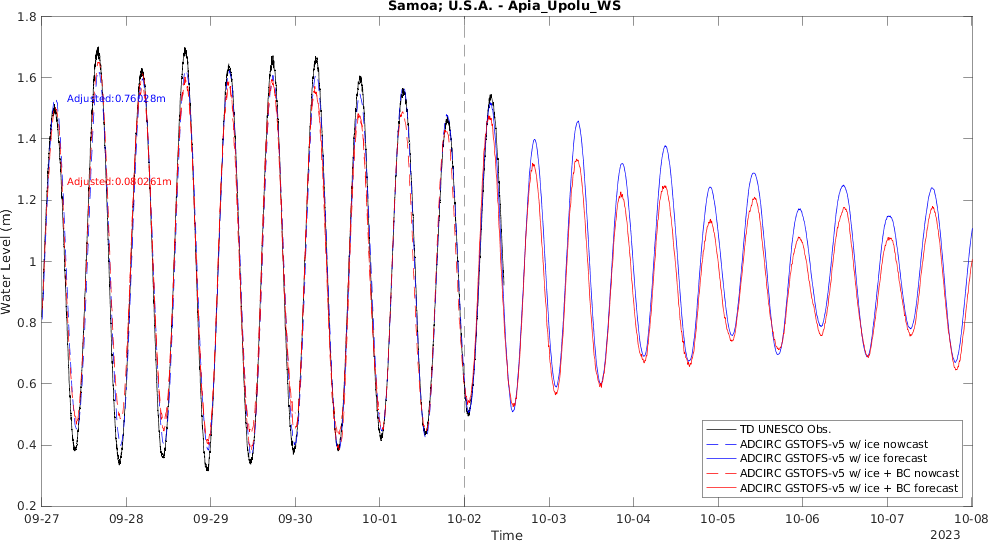 Samoa; U.S.A. - Apia_Upolu_WS
1.8
1.6
1.4
1.2
1
0.8
0.6
0.4
0.2
Water Level (m)
Adjusted:0.76028m
Adjusted:0.080261m
TD UNESCO Obs.
ADCIRC GSTOFS-v5 w/ ice nowcast
ADCIRC GSTOFS-v5 w/ ice forecast
ADCIRC GSTOFS-v5 w/ ice + BC nowcast
ADCIRC GSTOFS-v5 w/ ice + BC forecast
09-27 09-28 09-29 09-30 10-01 10-02 10-03 10-04 10-05 10-06 10-07 10-08
Time
2023